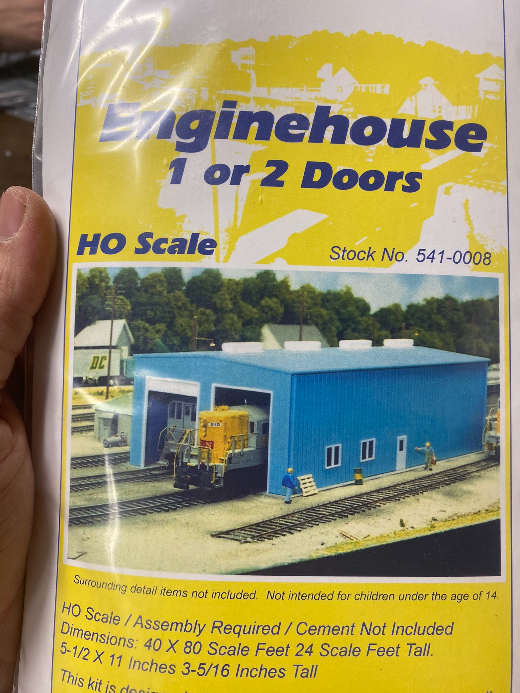 Enginehouse
1 or 2 Doors
HO Scale
Stock No. 541-0008
DC
Surrounding detail items not included. Not intended for children under the age of 14.
HO Scale / Assembly Required / Cement Not Included
Dimensions: 40 X 80 Scale Feet 24 Scale Feet Tall.
5-1/2 X 11 Inches 3-5/16 Inches Tall
This kit is